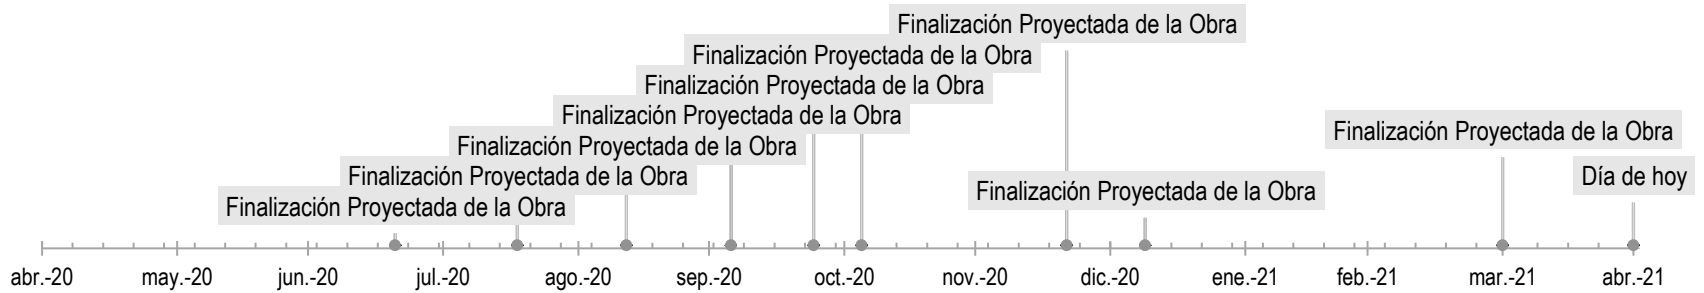 Finalización Proyectada de la Obra
Finalización Proyectada de la Obra
Finalización Proyectada de la Obra
Finalización Proyectada de la Obra
Finalización Proyectada de la Obra
Finalización Proyectada de la Obra
Finalización Proyectada de la Obra
Día de hoy
Finalización Proyectada de la Obra
Finalización Proyectada de la Obra
abr.-20 may.-20 jun.-20 jul.-20 ago.-20 sep.-20 oct.-20 nov.-20 dic.-20 ene.-21 feb.-21 mar.-21 abr.-21